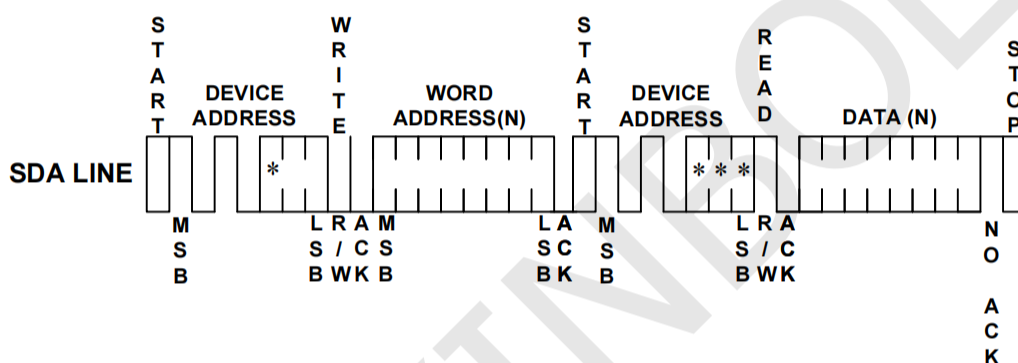 START
DEVICE
ADDRESS
WRITE
WORD
ADDRESS(N)
START
DEVICE
ADDRESS
READ
DATA (N)
STOP
SDA LINE
*
* * *
MSB
LSB
R/W
ACK
MSB
LSB
ACK
MSB
LSB
R/W
ACK
NO ACK